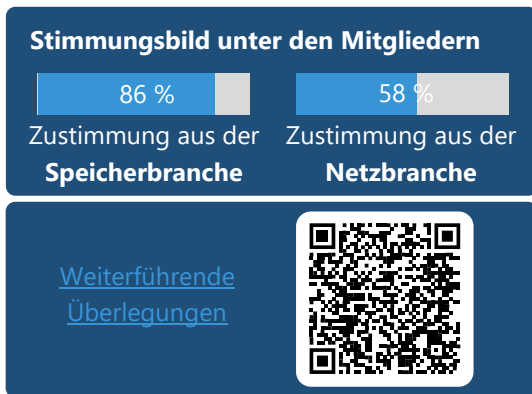 Stimmungsbild unter den Mitgliedern
86 %
58 %
Zustimmung aus der
Speicherbranche
Zustimmung aus der
Netzbranche
Weiterführende
Überlegungen